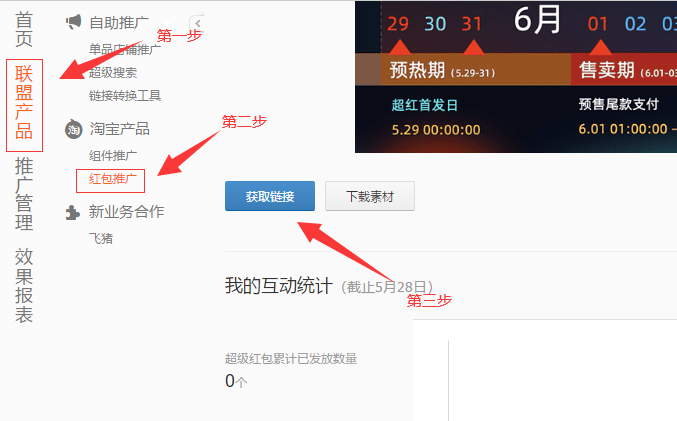 首页
联盟产品
推广管理
效果报表
自助推广
单品店铺推广
超级搜索
链接转换工具
淘
淘宝产品
组件推广
红包推广
新业务合作
飞猪
第一步
第二步
29 30 31 6月 01 02
预热期 (5.29-31)
售卖期 (6.01-03
超红首发日
5.29 00:00:00
预售尾款支付
6.01 01:00:00 –
获取链接
下载素材
第三步
我的互动统计 (截止5月28日)
超级红包累计已发放数量
0个